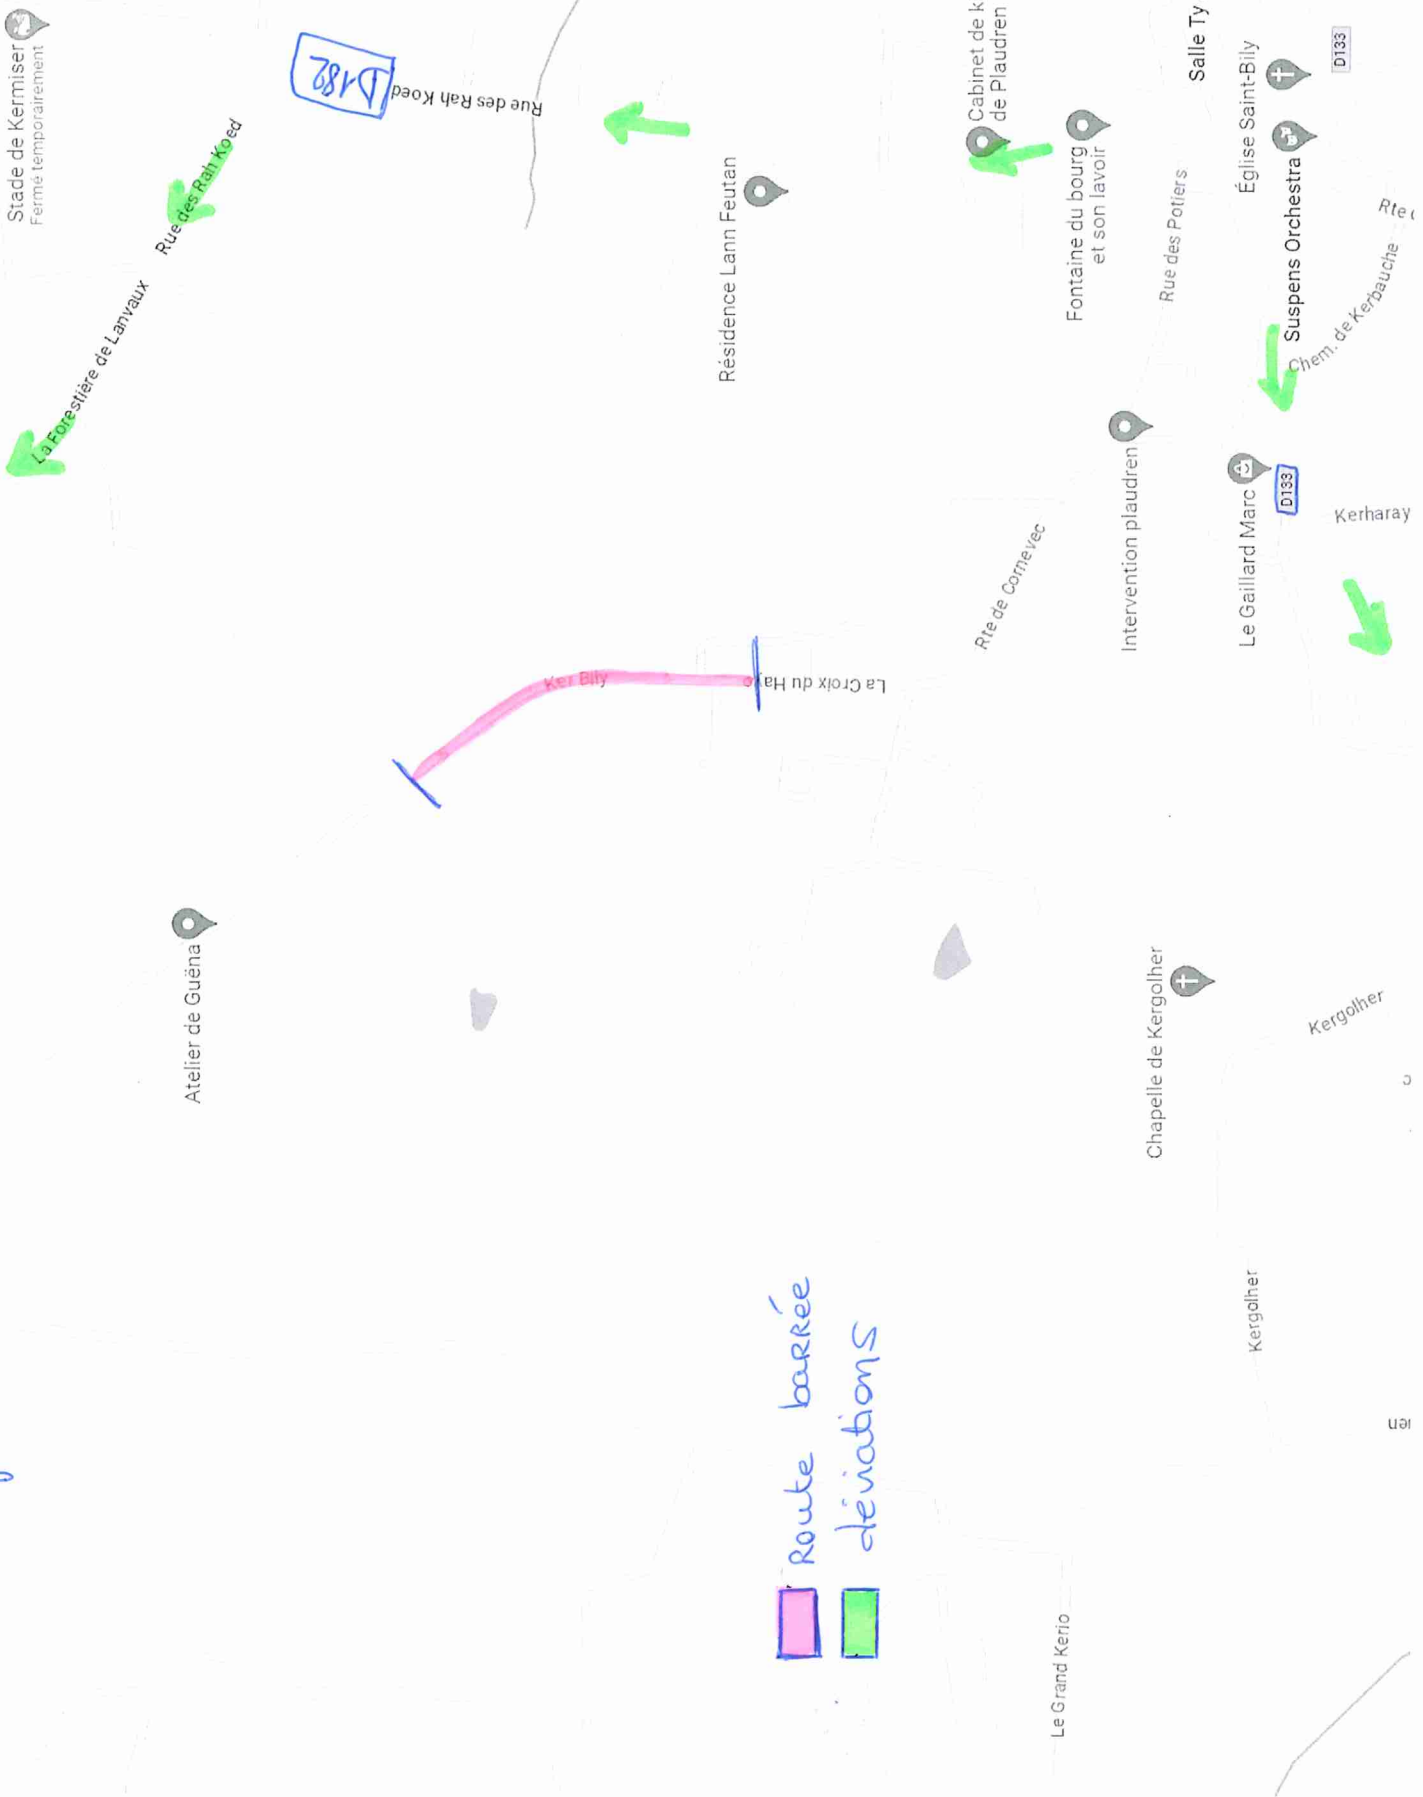 Stade de Kermiser
Fermé temporairement
La Forestière de Lanvaux
Rue des Rah Koed
Atelier de Guëna
D182
Rue des Rah Koed
Ker Bily
Résidence Lann Feutan
La Croix du Hay
Route barrée
déviations
Cabinet de k
de Plaudren
Rte de Cornevec
Fontaine du bourg
et son lavoir
Le Grand Kerio
Intervention plaudren
Chapelle de Kergolher
Rue des Potiers
Salle Ty
Église Saint-Bily
Le Gaillard Marc
Kergolher
D133
Suspens Orchestra
D133
Chem. de Kerbauche
Kergolher
Kerharay
Rte